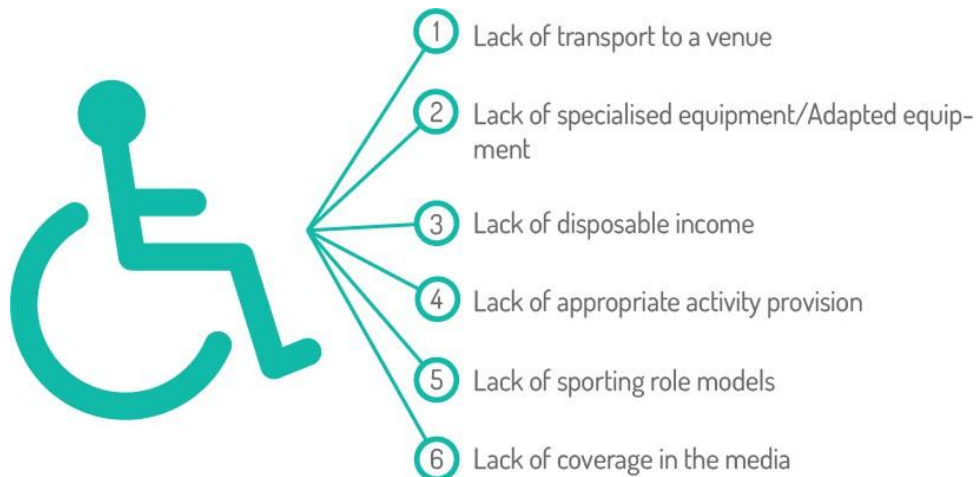 1 Lack of transport to a venue
2 Lack of specialised equipment/Adapted equip-
ment
3 Lack of disposable income
4 Lack of appropriate activity provision
5 Lack of sporting role models
6 Lack of coverage in the media